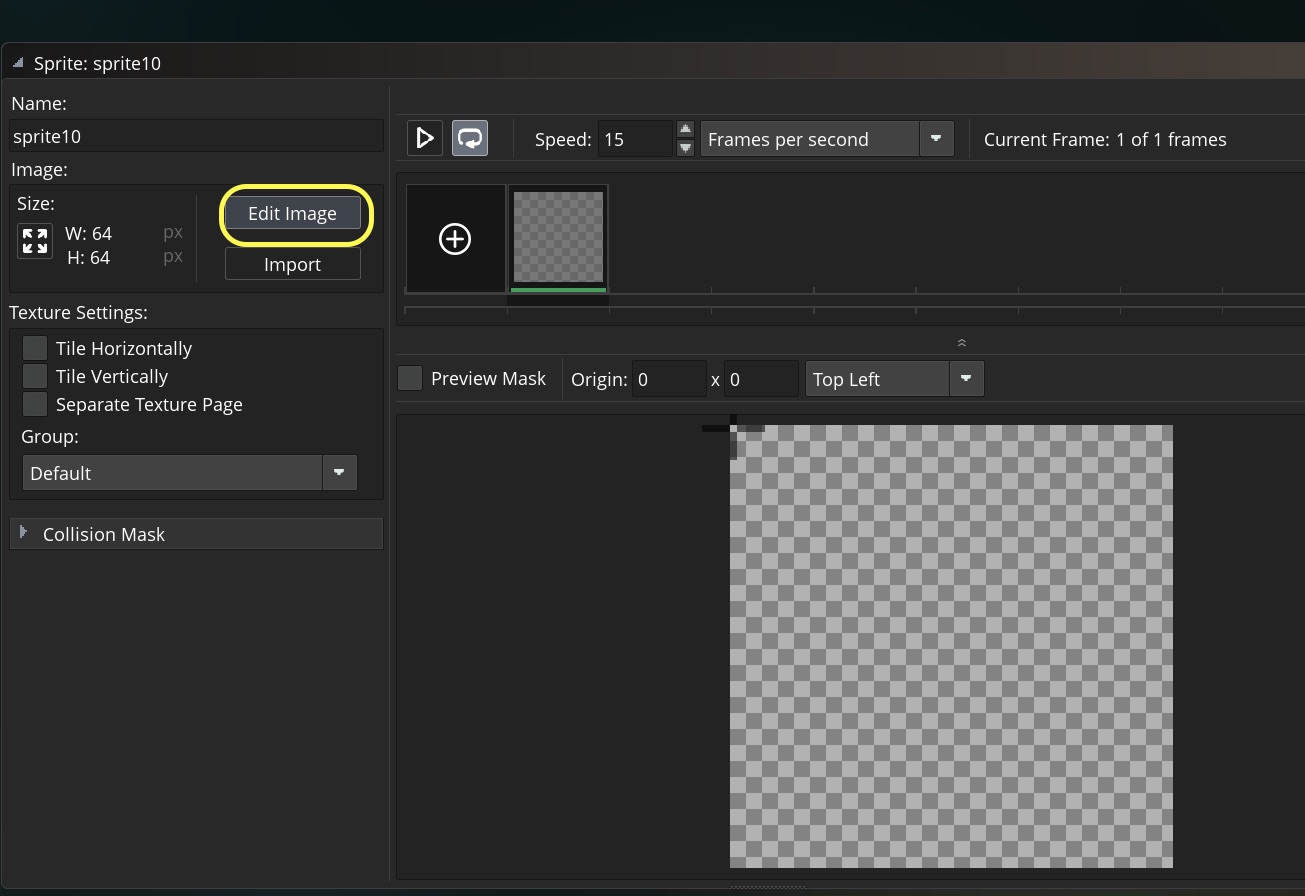 Sprite: sprite10
Name:
sprite10
Image:
Size:
W: 64 px
H: 64 px
Edit Image
Import
Texture Settings:
Tile Horizontally
Tile Vertically
Separate Texture Page
Group:
Default
Collision Mask
Speed: 15 Frames per second Current Frame: 1 of 1 frames
Preview Mask Origin: 0 x 0 Top Left